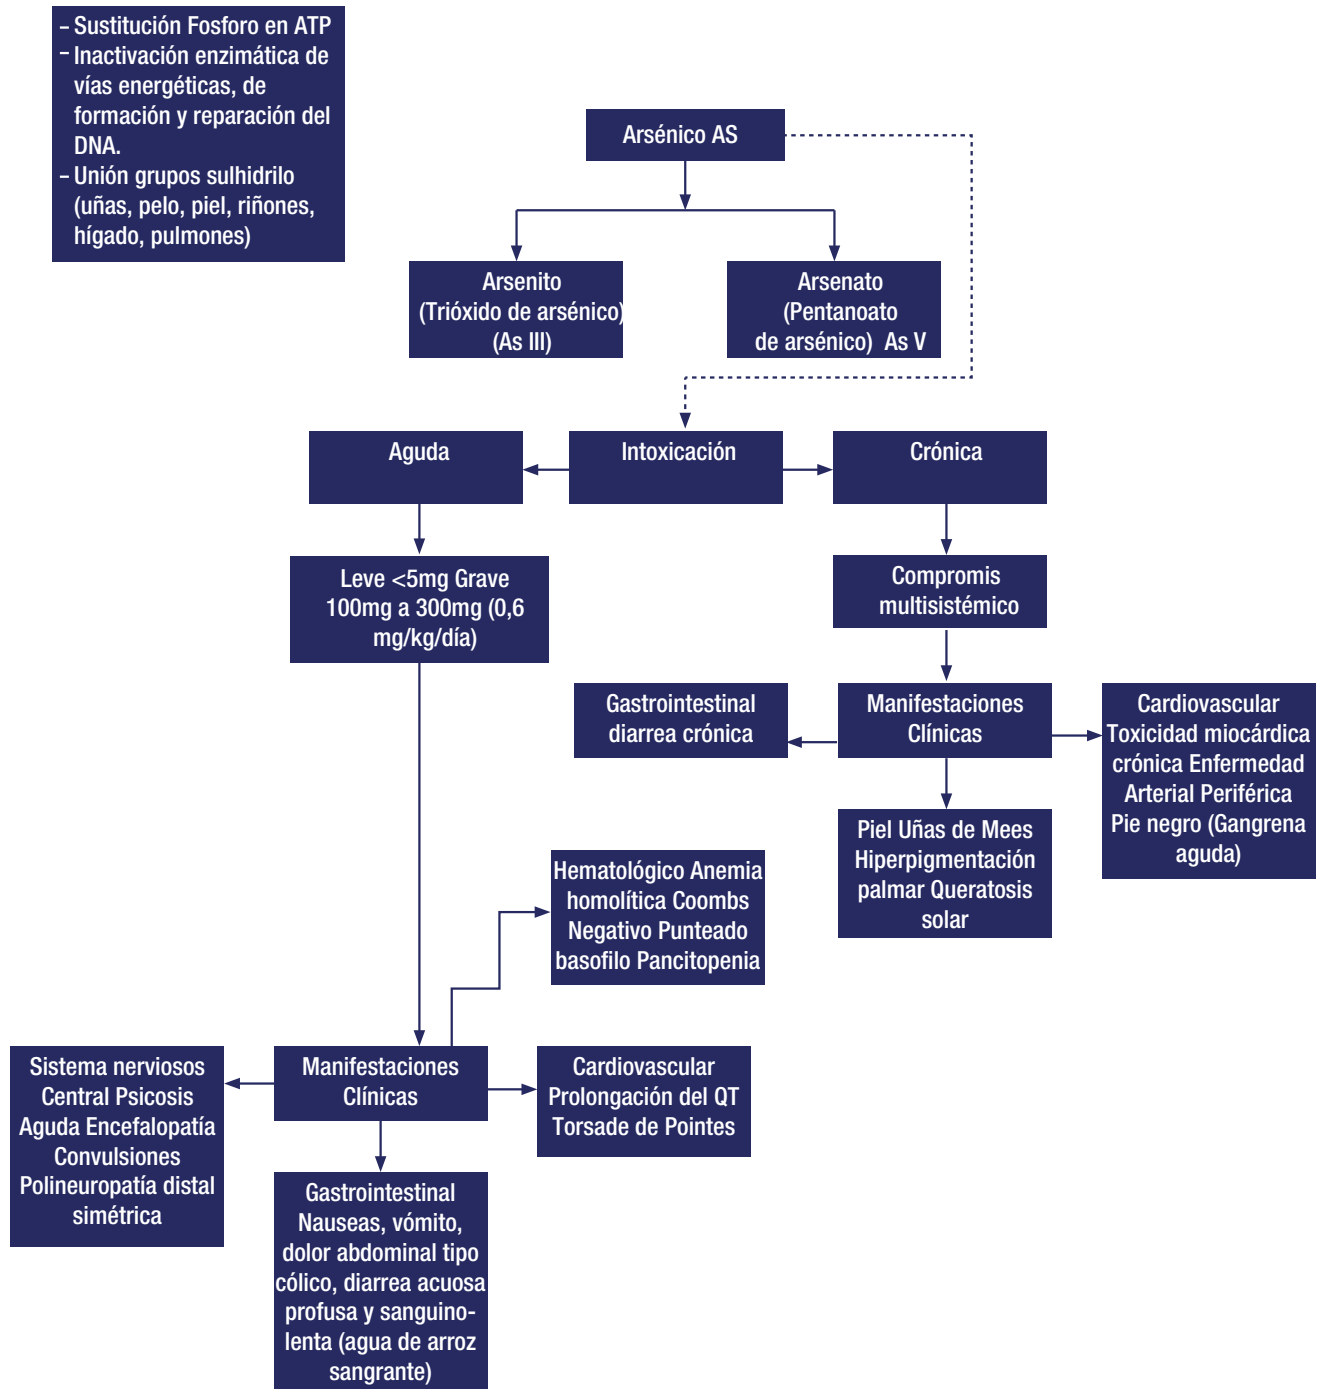 – Sustitución Fosforo en ATP
– Inactivación enzimática de
vías energéticas, de
formación y reparación del
DNA.
– Unión grupos sulhidrilo
(uñas, pelo, piel, riñones,
hígado, pulmones)
Arsénico AS
Arsenito
(Trióxido de arsénico)
(As III)
Arsenato
(Pentanoato
de arsénico) As V
Aguda
Intoxicación
Crónica
Leve <5mg Grave
100mg a 300mg (0,6
mg/kg/día)
Compromis
multisistémico
Gastrointestinal
diarrea crónica
Manifestaciones
Clínicas
Cardiovascular
Toxicidad miocárdica
crónica Enfermedad
Arterial Periférica
Pie negro (Gangrena
aguda)
Piel Uñas de Mees
Hiperpigmentación
palmar Queratosis
solar
Hematológico Anemia
homolítica Coombs
Negativo Punteado
basofilo Pancitopenia
Sistema nerviosos
Central Psicosis
Aguda Encefalopatía
Convulsiones
Polineuropatía distal
simétrica
Manifestaciones
Clínicas
Cardiovascular
Prolongación del QT
Torsade de Pointes
Gastrointestinal
Nauseas, vómito,
dolor abdominal tipo
cólico, diarrea acuosa
profusa y sanguino-
lenta (agua de arroz
sangrante)